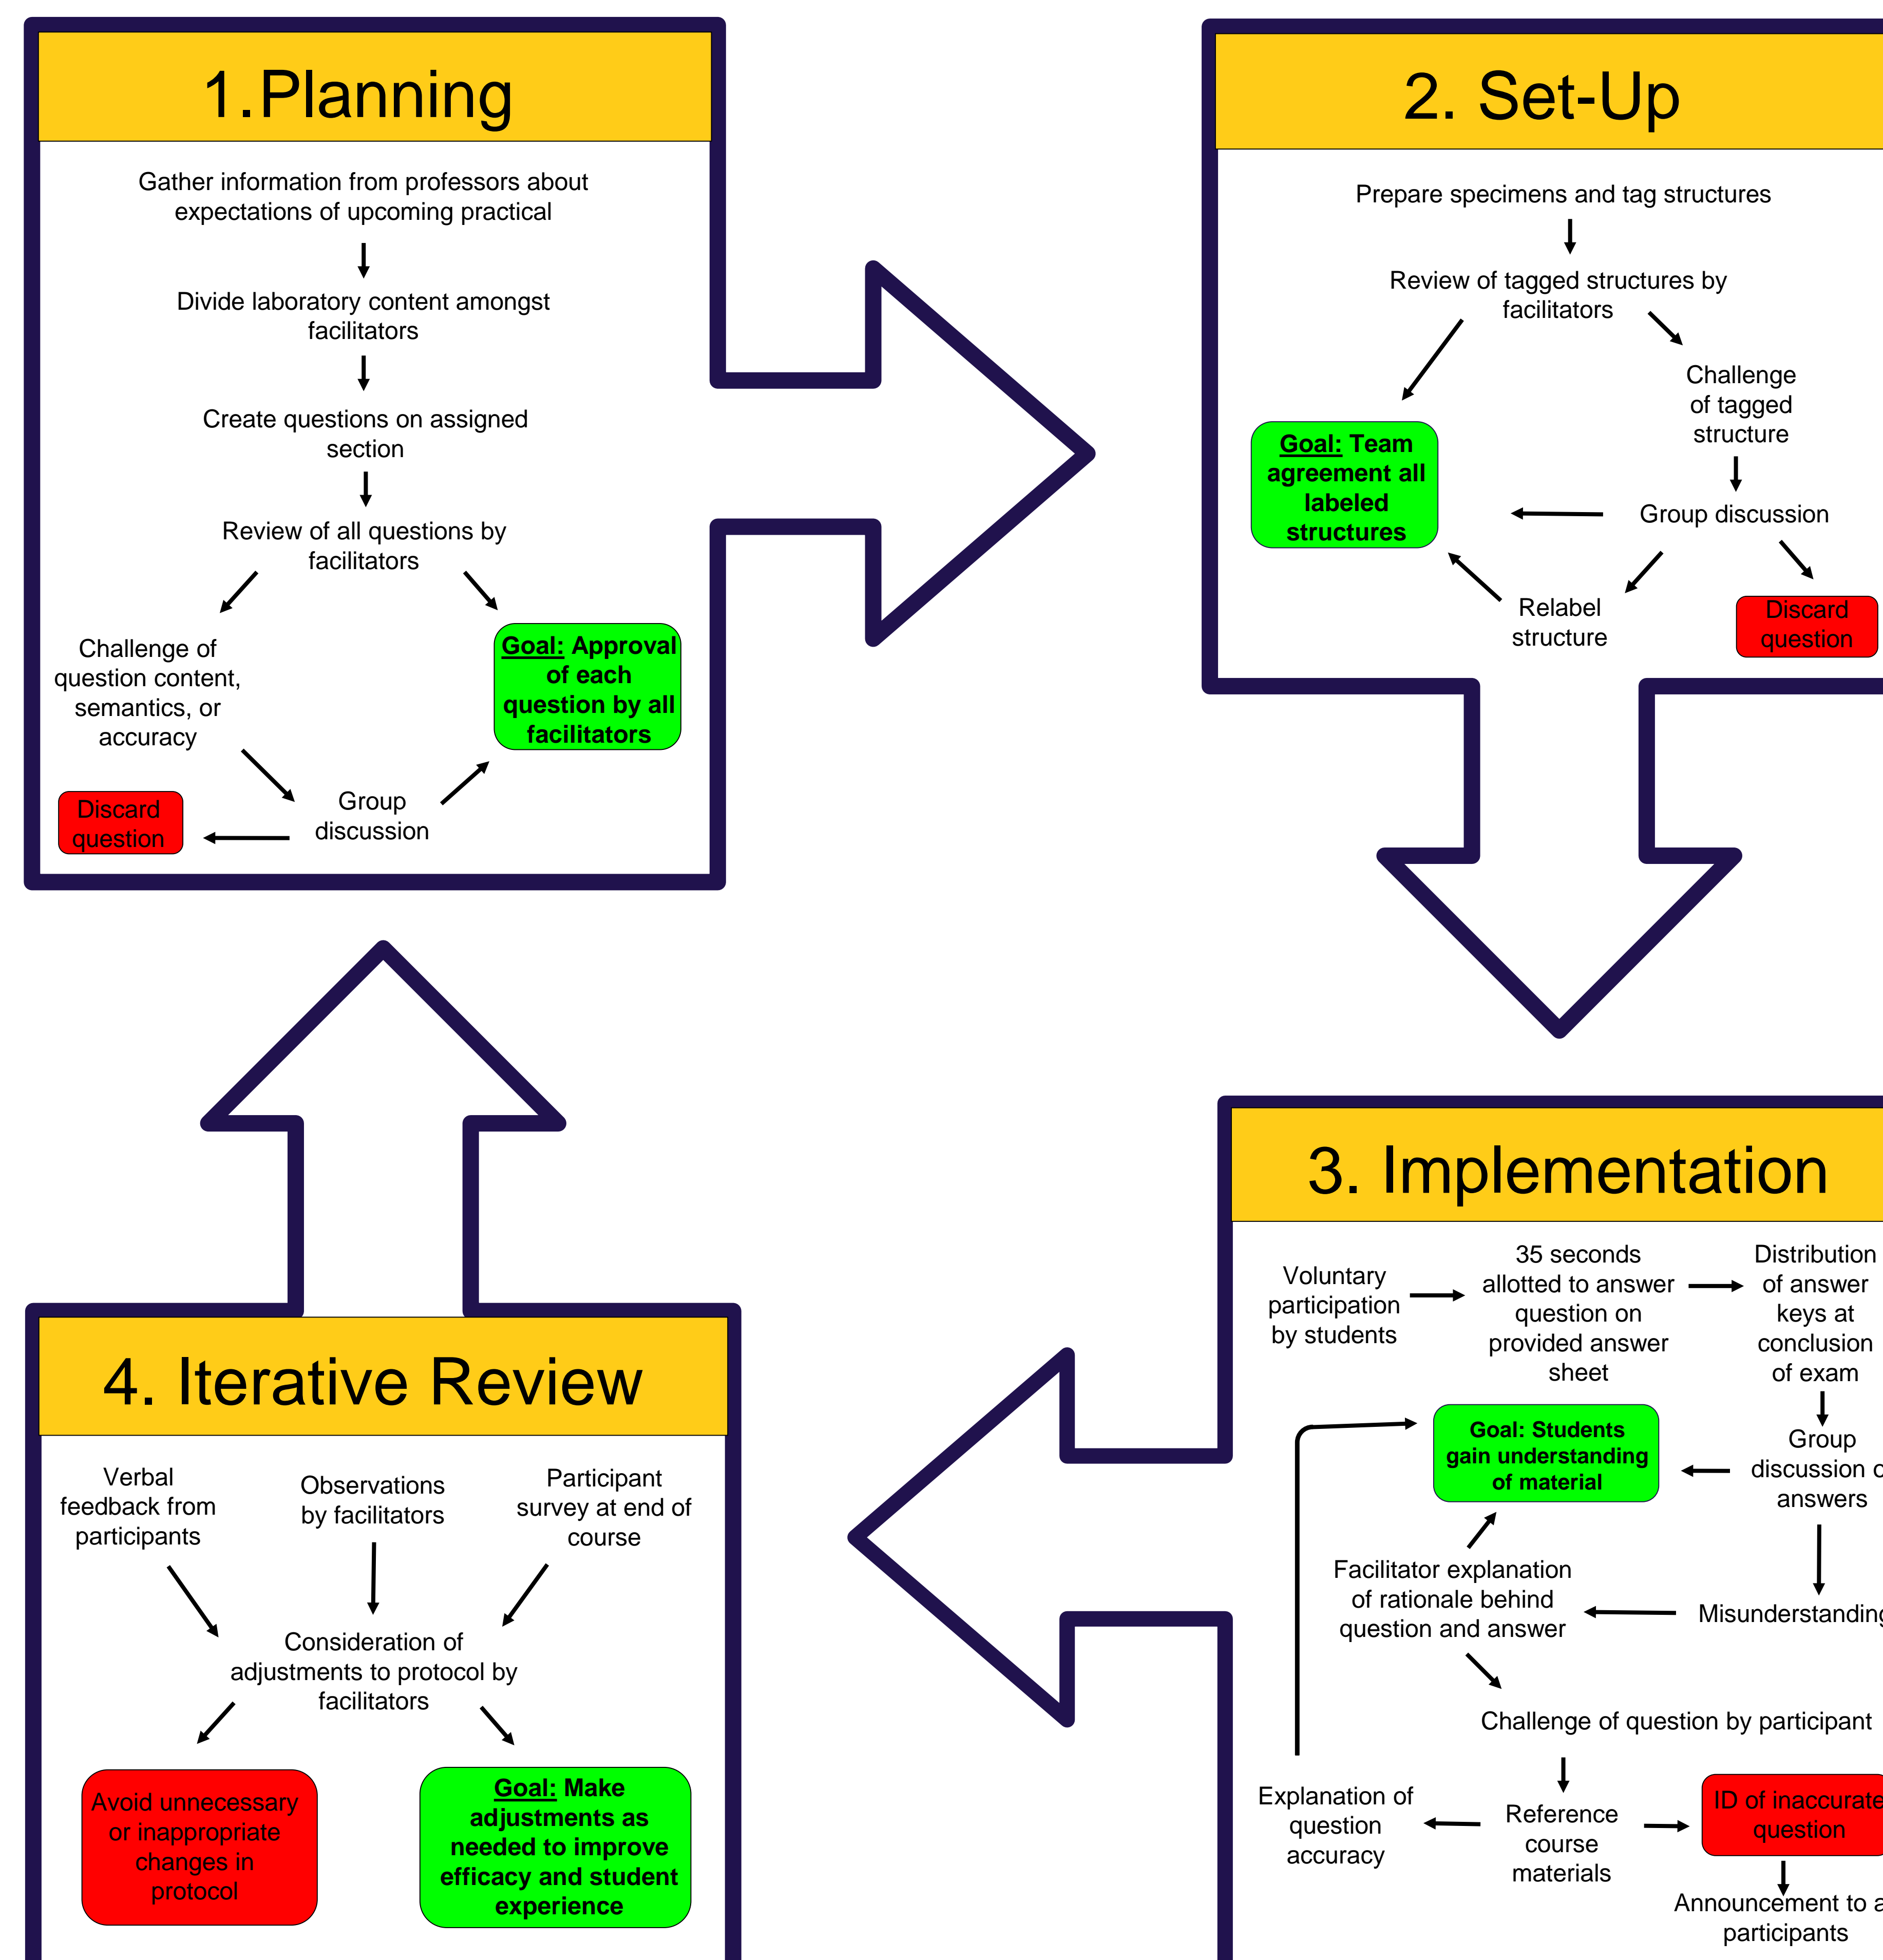 1.Planning
Gather information from professors about
expectations of upcoming practical
Divide laboratory content amongst
facilitators
Create questions on assigned
section
Review of all questions by
facilitators
Challenge of
question content,
semantics, or
accuracy
Goal: Approval
of each
question by all
facilitators
Group
discussion
Discard
question
2. Set-Up
Prepare specimens and tag structures
Review of tagged structures by
facilitators
Challenge
of tagged
structure
Goal: Team
agreement all
labeled
structures
Group discussion
Relabel
structure
Discard
question
3. Implementation
Voluntary
participation
by students
35 seconds
allotted to answer
question on
provided answer
sheet
Distribution
of answer
keys at
conclusion
of exam
Goal: Students
gain understanding
of material
Group
discussion
answers
Facilitator explanation
of rationale behind
question and answer
Misunderstanding
Challenge of question by participant
Explanation of
question
accuracy
Reference
course
materials
ID of inaccurate
question
Announcement to
participants
4. Iterative Review
Verbal
feedback from
participants
Observations
by facilitators
Participant
survey at end of
course
Consideration of
adjustments to protocol by
facilitators
Avoid unnecessary
or inappropriate
changes in
protocol
Goal: Make
adjustments as
needed to improve
efficacy and student
experience